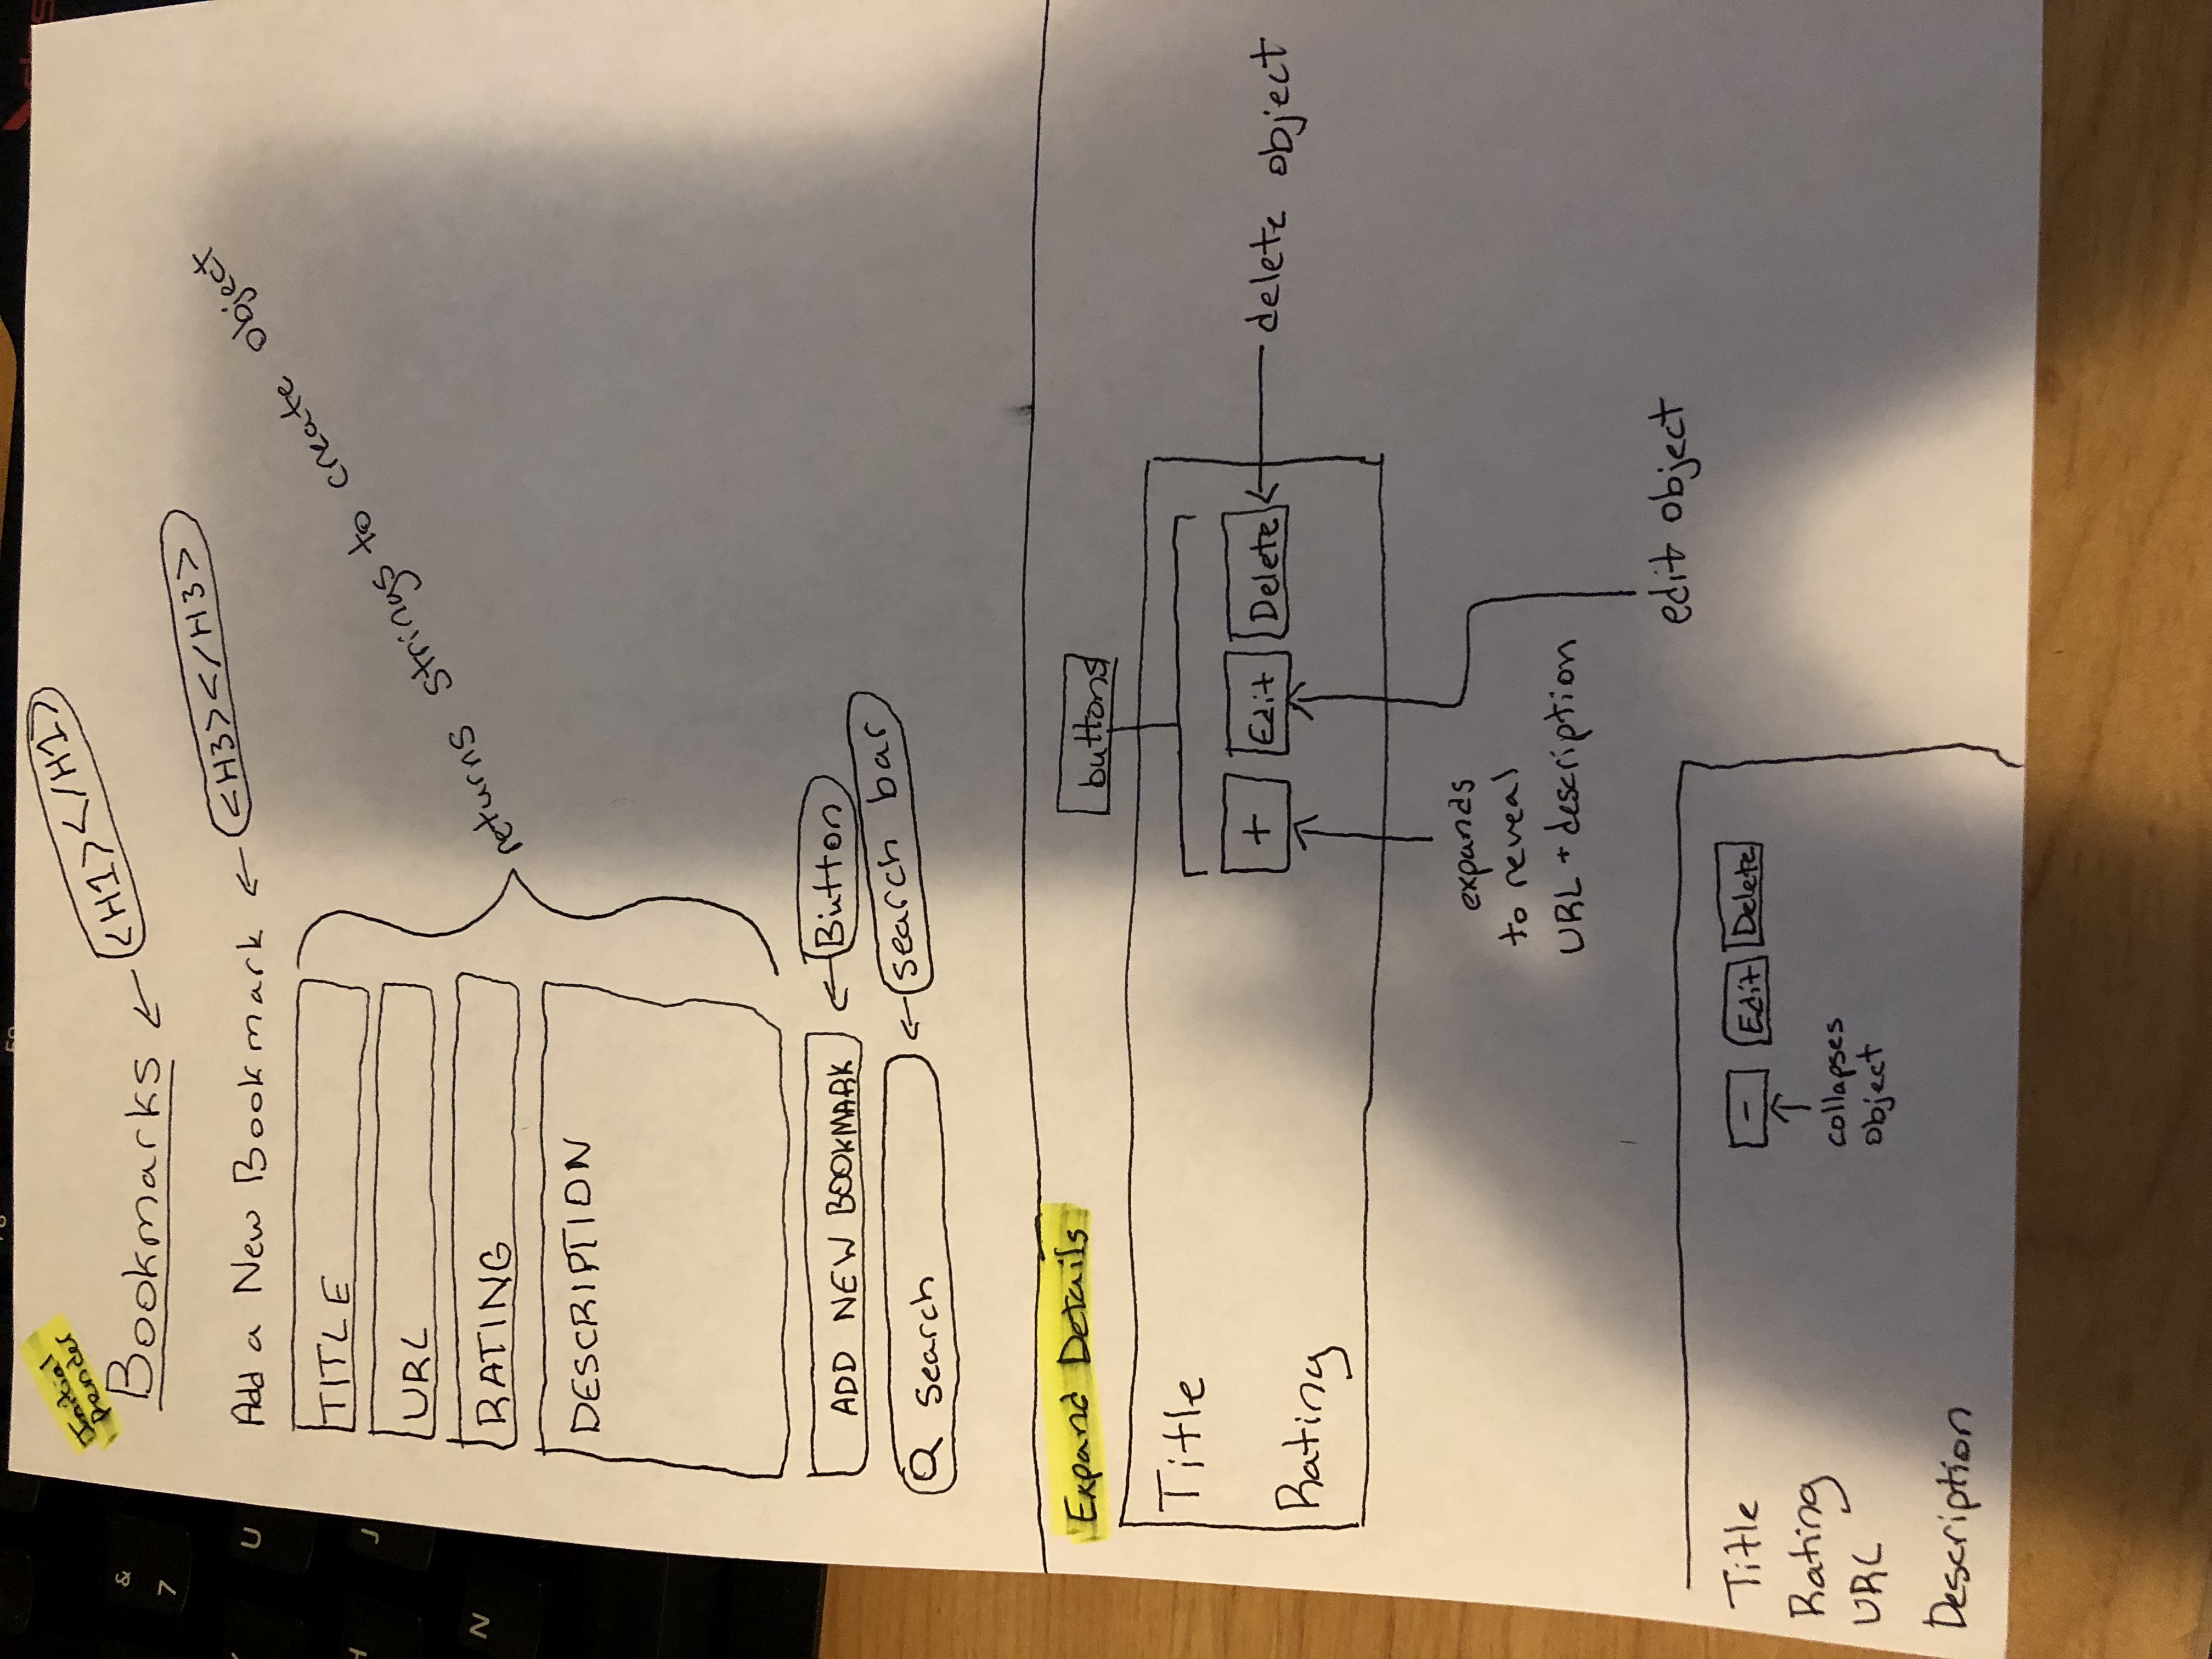 Initial
Render
Bookmarks
<H1></H1>
Add a New Bookmark
<H3></H3>
TITLE
URL
RATING
DESCRIPTION
returns strings to create object
ADD NEW BOOKMARK
Button
Search
search bar
Expand Details
buttons
Title
Rating
+
Edit
Delete
delete object
expands
to reveal
URL + description
edit object
Title
Rating
URL
Description
-
Edit
Delete
collapses
object
&
7
U
J
N
H